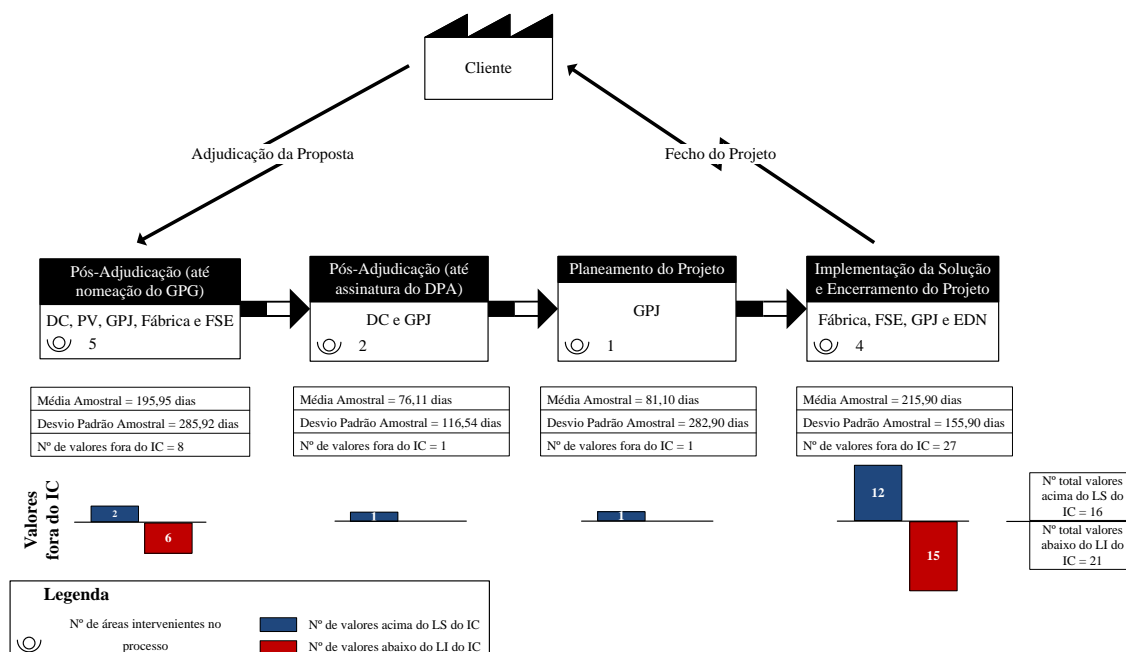 Cliente
Adjudicação da Proposta
Fecho do Projeto
Pós-Adjudicação (até
nomeação do GPG)
DC, PV, GPJ, Fábrica e FSE
5
Pós-Adjudicação (até
assinatura do DPA)
DC e GPJ
2
Planeamento do Projeto
GPJ
1
Implementação da Solução
e Encerramento do Projeto
Fábrica, FSE, GPJ e EDN
4
Média Amostral = 195,95 dias
Desvio Padrão Amostral = 285,92 dias
Nº de valores fora do IC = 8
Média Amostral = 76,11 dias
Desvio Padrão Amostral = 116,54 dias
Nº de valores fora do IC = 1
Média Amostral = 81,10 dias
Desvio Padrão Amostral = 282,90 dias
Nº de valores fora do IC = 1
Média Amostral = 215,90 dias
Desvio Padrão Amostral = 155,90 dias
Nº de valores fora do IC = 27
Valores
fora do IC
2
6
1
1
12
15
Nº total valores
acima do LS do
IC = 16
Nº total valores
abaixo do LI do
IC = 21
Legenda
Nº de áreas intervenientes no
processo
Nº de valores acima do LS do IC
Nº de valores abaixo do LI do IC